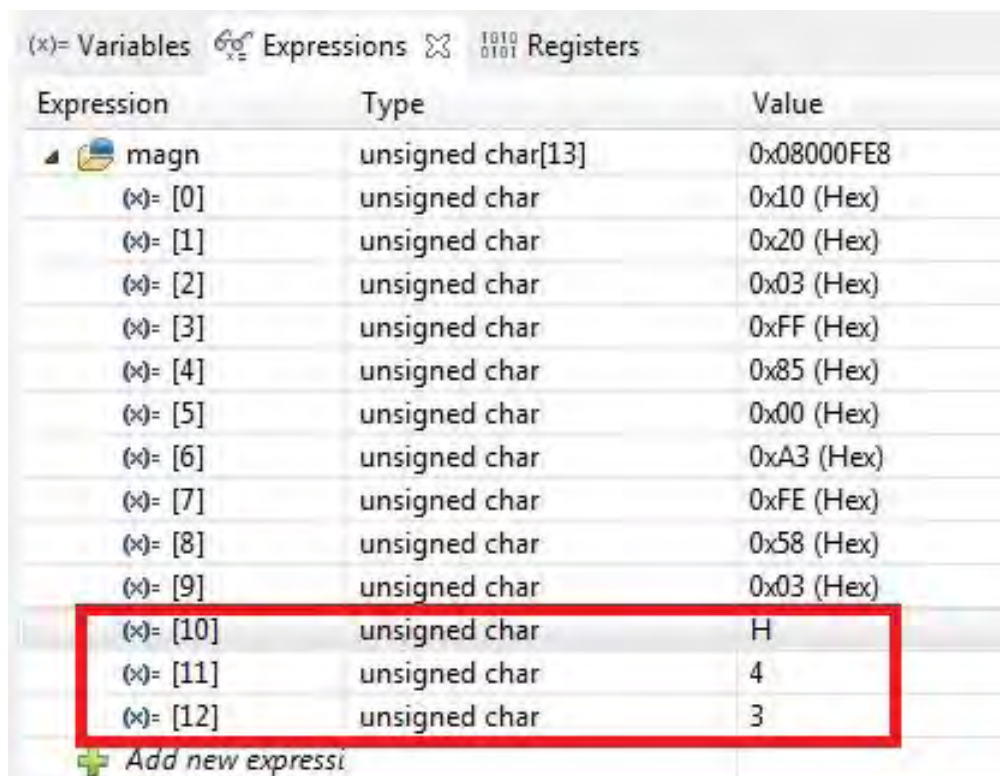 (x)= Variables Expressions Registers
Expression Type Value
magn unsigned char[13] 0x08000FE8
(x)= [0] unsigned char 0x10 (Hex)
(x)= [1] unsigned char 0x20 (Hex)
(x)= [2] unsigned char 0x03 (Hex)
(x)= [3] unsigned char 0xFF (Hex)
(x)= [4] unsigned char 0x85 (Hex)
(x)= [5] unsigned char 0x00 (Hex)
(x)= [6] unsigned char 0xA3 (Hex)
(x)= [7] unsigned char 0xFE (Hex)
(x)= [8] unsigned char 0x58 (Hex)
(x)= [9] unsigned char 0x03 (Hex)
(x)= [10] unsigned char H
(x)= [11] unsigned char 4
(x)= [12] unsigned char 3
Add new expressi